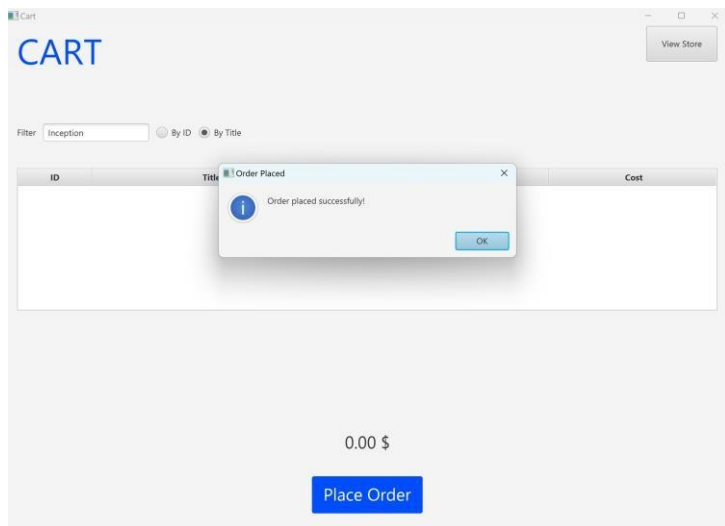 Cart
CART
View Store
Filter Inception By ID By Title
ID Title Cost
Order Placed
Order placed successfully!
OK
0.00 $
Place Order